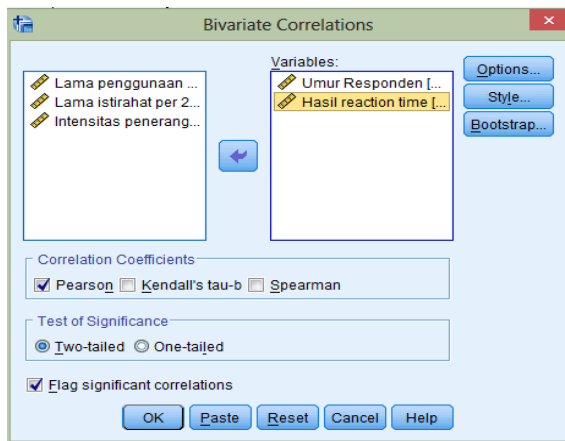 Bivariate Correlations
Variables:
Lama penggunaan ...
Lama istirahat per 2...
Intensitas penerang...
Umur Responden [...
Hasil reaction time [...
Options...
Style...
Bootstrap...
Correlation Coefficients
Pearson Kendall's tau-b Spearman
Test of Significance
Two-tailed One-tailed
Flag significant correlations
OK Paste Reset Cancel Help